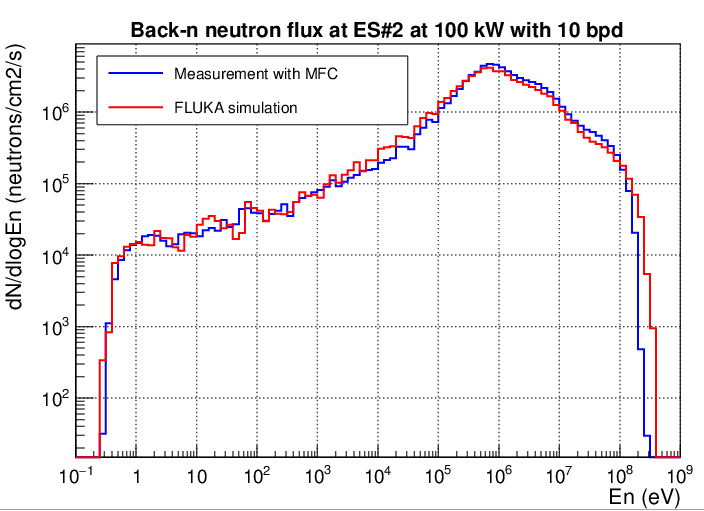 Back-n neutron flux at ES#2 at 100 kW with 10 bpd
dN/dlogEn (neutrons/cm2/s)
Measurement with MFC
FLUKA simulation
10⁶
10⁵
10⁴
10³
10²
10⁻¹ 1 10 10² 10³ 10⁴ 10⁵ 10⁶ 10⁷ 10⁸ 10⁹
En (eV)